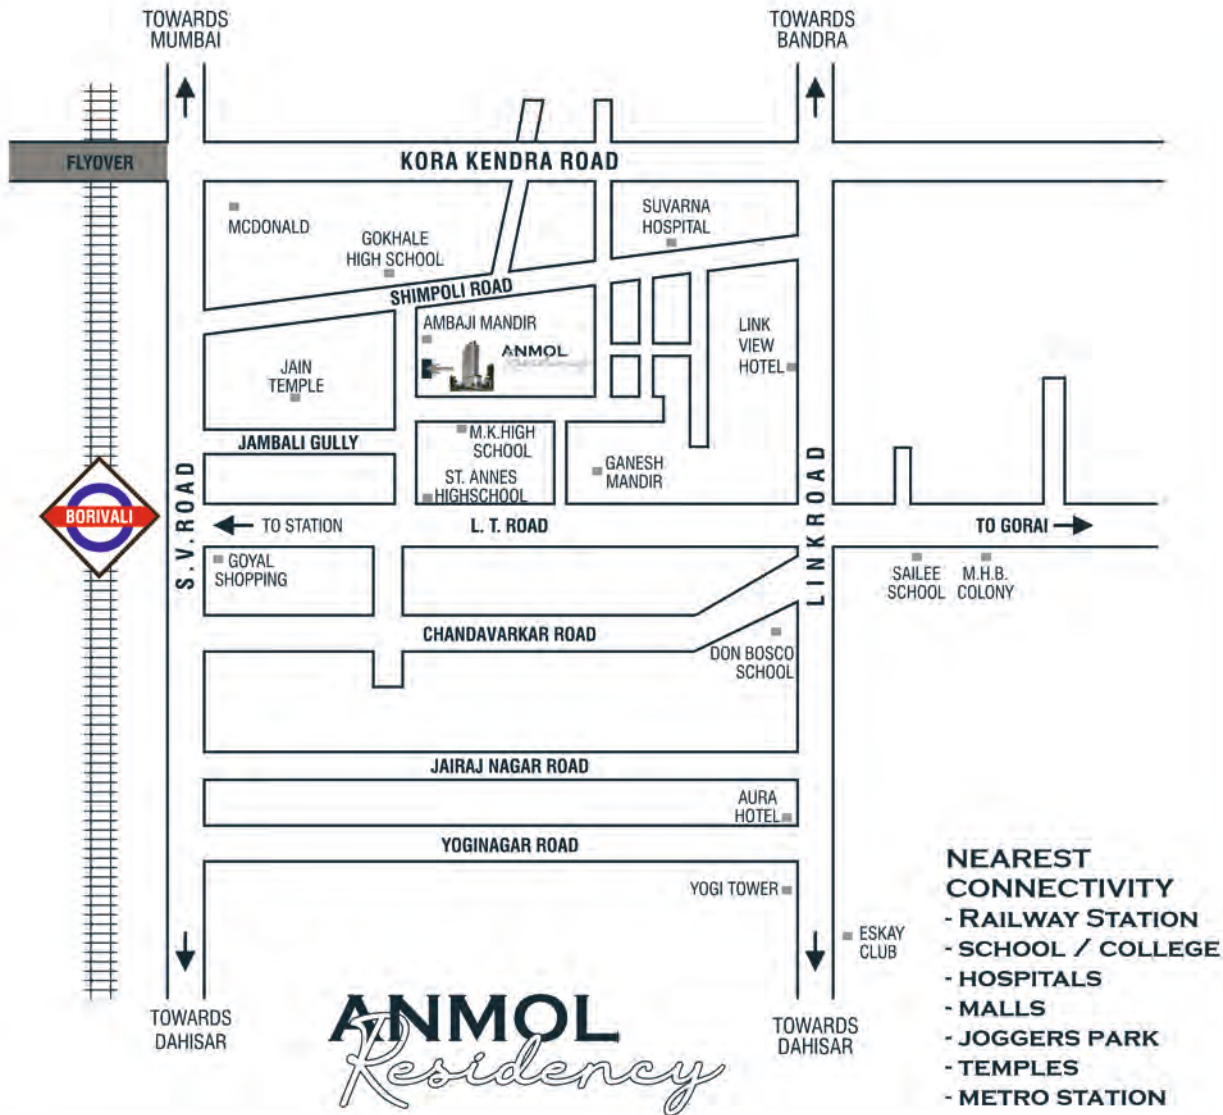 TOWARDS
MUMBAI
TOWARDS
BANDRA
FLYOVER
KORA KENDRA ROAD
MCDONALD
GOKHALE
HIGH SCHOOL
SUVARNA
HOSPITAL
SHIMPOLI ROAD
AMBAJI MANDIR
ANMOL
Residency
LINK
VIEW
HOTEL
JAIN
TEMPLE
JAMBALI GULLY
M.K.HIGH
SCHOOL
ST. ANNES
HIGHSCHOOL
GANESH
MANDIR
BORIVALI
S.V. ROAD
TO STATION
L. T. ROAD
LINKROAD
TO GORAI
GOYAL
SHOPPING
SAILEE
SCHOOL
M.H.B.
COLONY
CHANDAVARKAR ROAD
DON BOSCO
SCHOOL
JAIRAJ NAGAR ROAD
AURA
HOTEL
YOGINAGAR ROAD
YOGI TOWER
ESKAY
CLUB
TOWARDS
DAHISAR
TOWARDS
DAHISAR
ANMOL
Residency
NEAREST
CONNECTIVITY
- RAILWAY STATION
- SCHOOL / COLLEGE
- HOSPITALS
- MALLS
- JOGGERS PARK
- TEMPLES
- METRO STATION